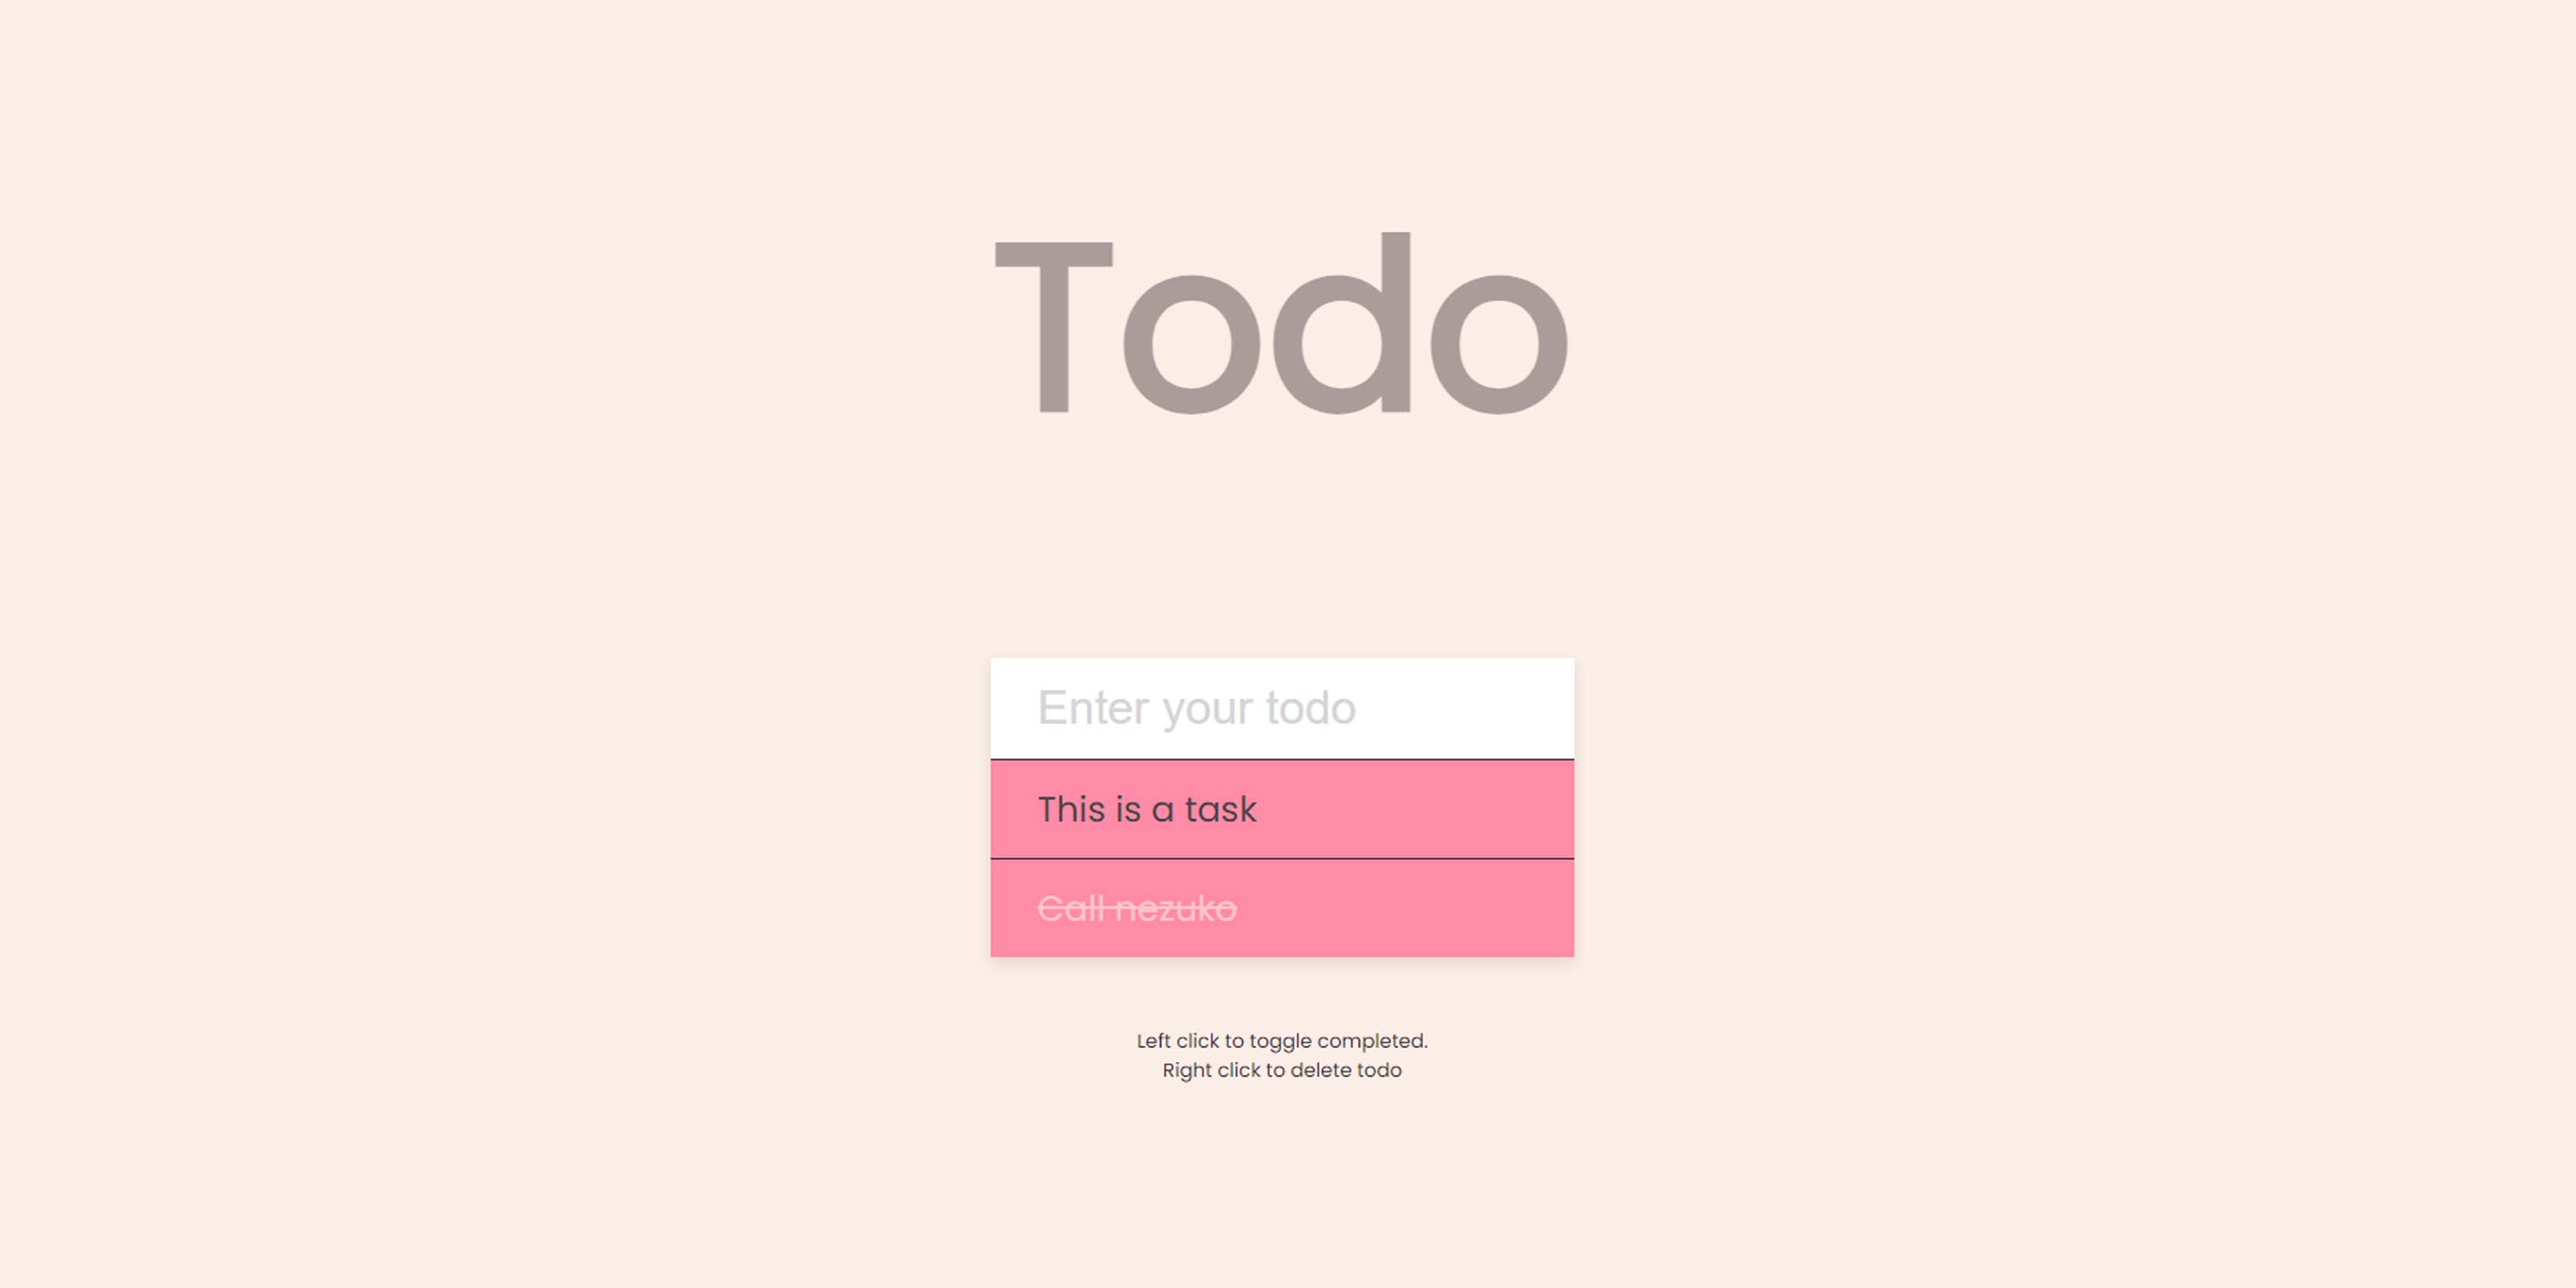 Todo
Enter your todo
This is a task
Call nezuko
Left click to toggle completed.
Right click to delete todo